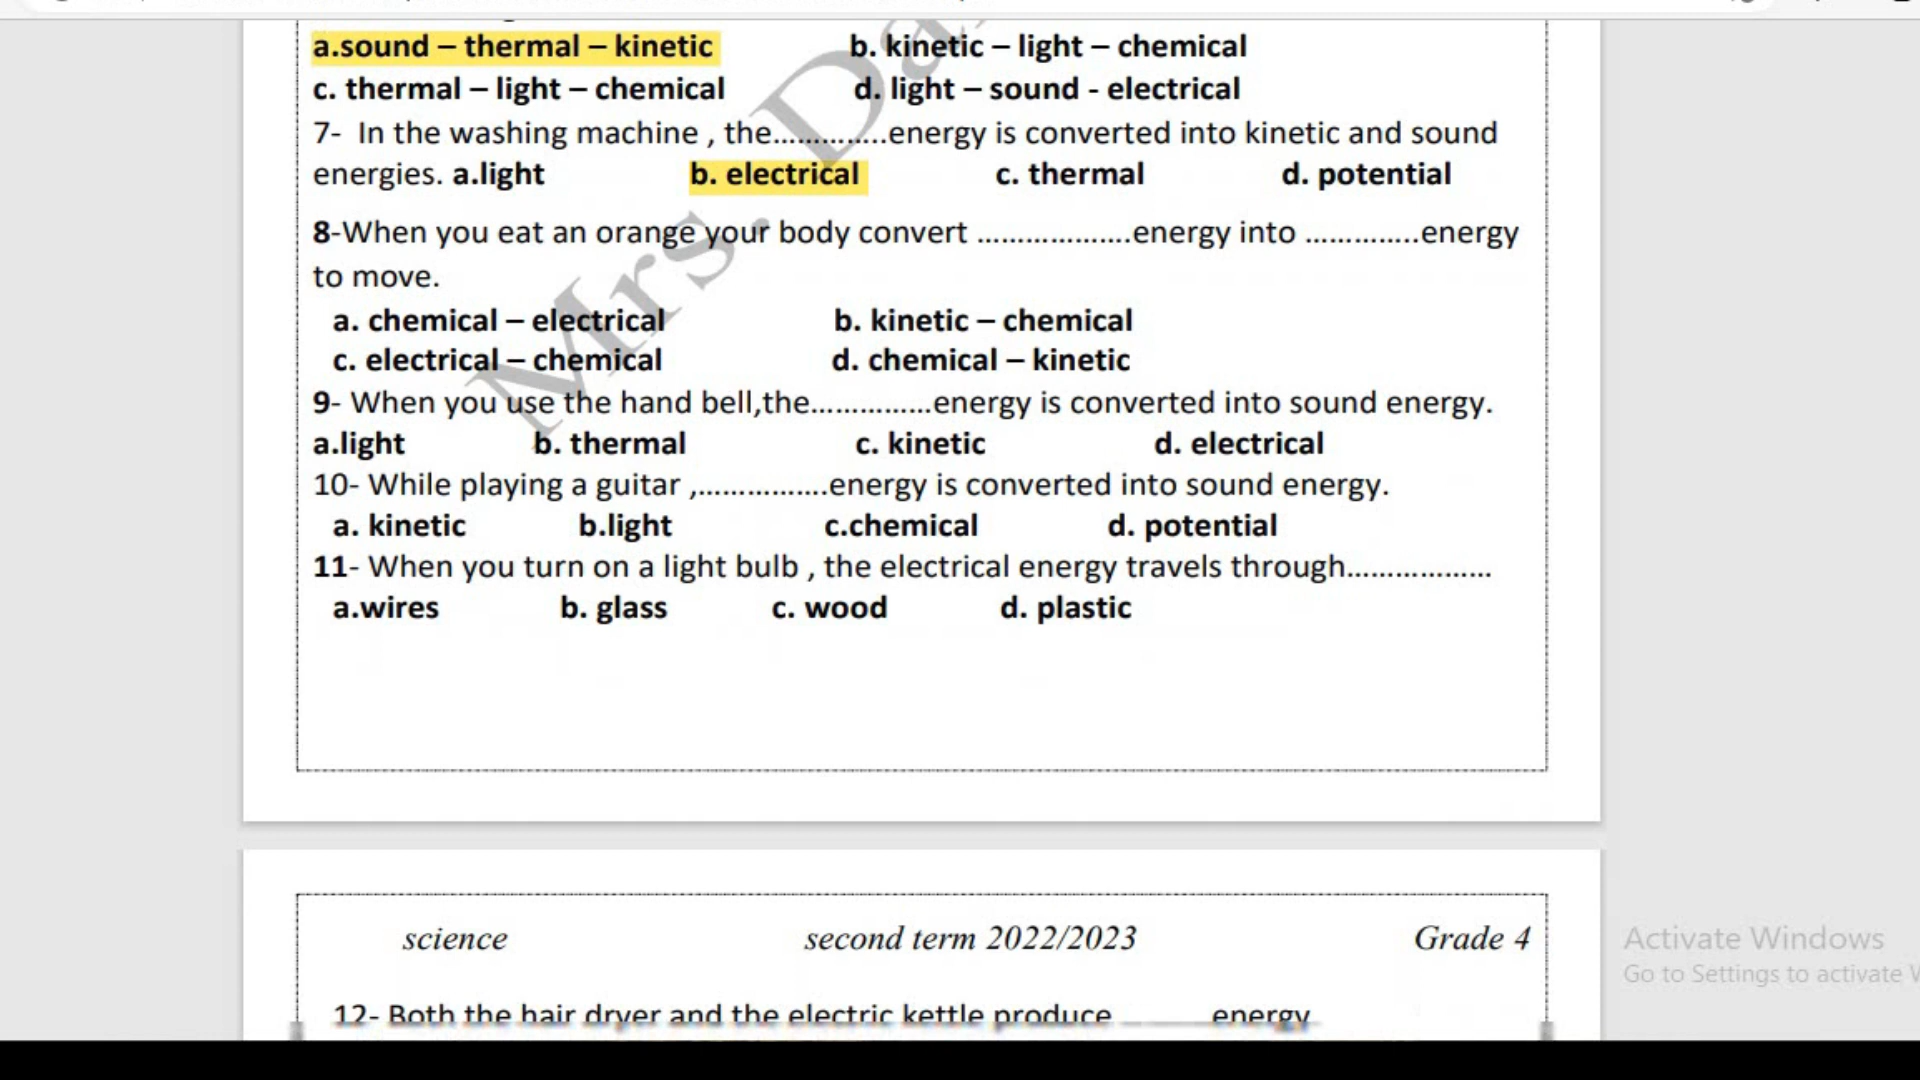 a.sound – thermal – kinetic b. kinetic – light – chemical
c. thermal – light – chemical d. light – sound - electrical
7- In the washing machine , the..............energy is converted into kinetic and sound
energies. a.light b. electrical c. thermal d. potential
8-When you eat an orange your body convert ...................energy into ..............energy
to move.
a. chemical – electrical b. kinetic – chemical
c. electrical – chemical d. chemical – kinetic
9- When you use the hand bell,the...............energy is converted into sound energy.
a.light b. thermal c. kinetic d. electrical
10- While playing a guitar ,................energy is converted into sound energy.
a. kinetic b.light c.chemical d. potential
11- When you turn on a light bulb , the electrical energy travels through..................
a.wires b. glass c. wood d. plastic
Mrs. Da
science second term 2022/2023 Grade 4
Activate Windows
Go to Settings to activate
12- Both the hair dryer and the electric kettle produce ______energy